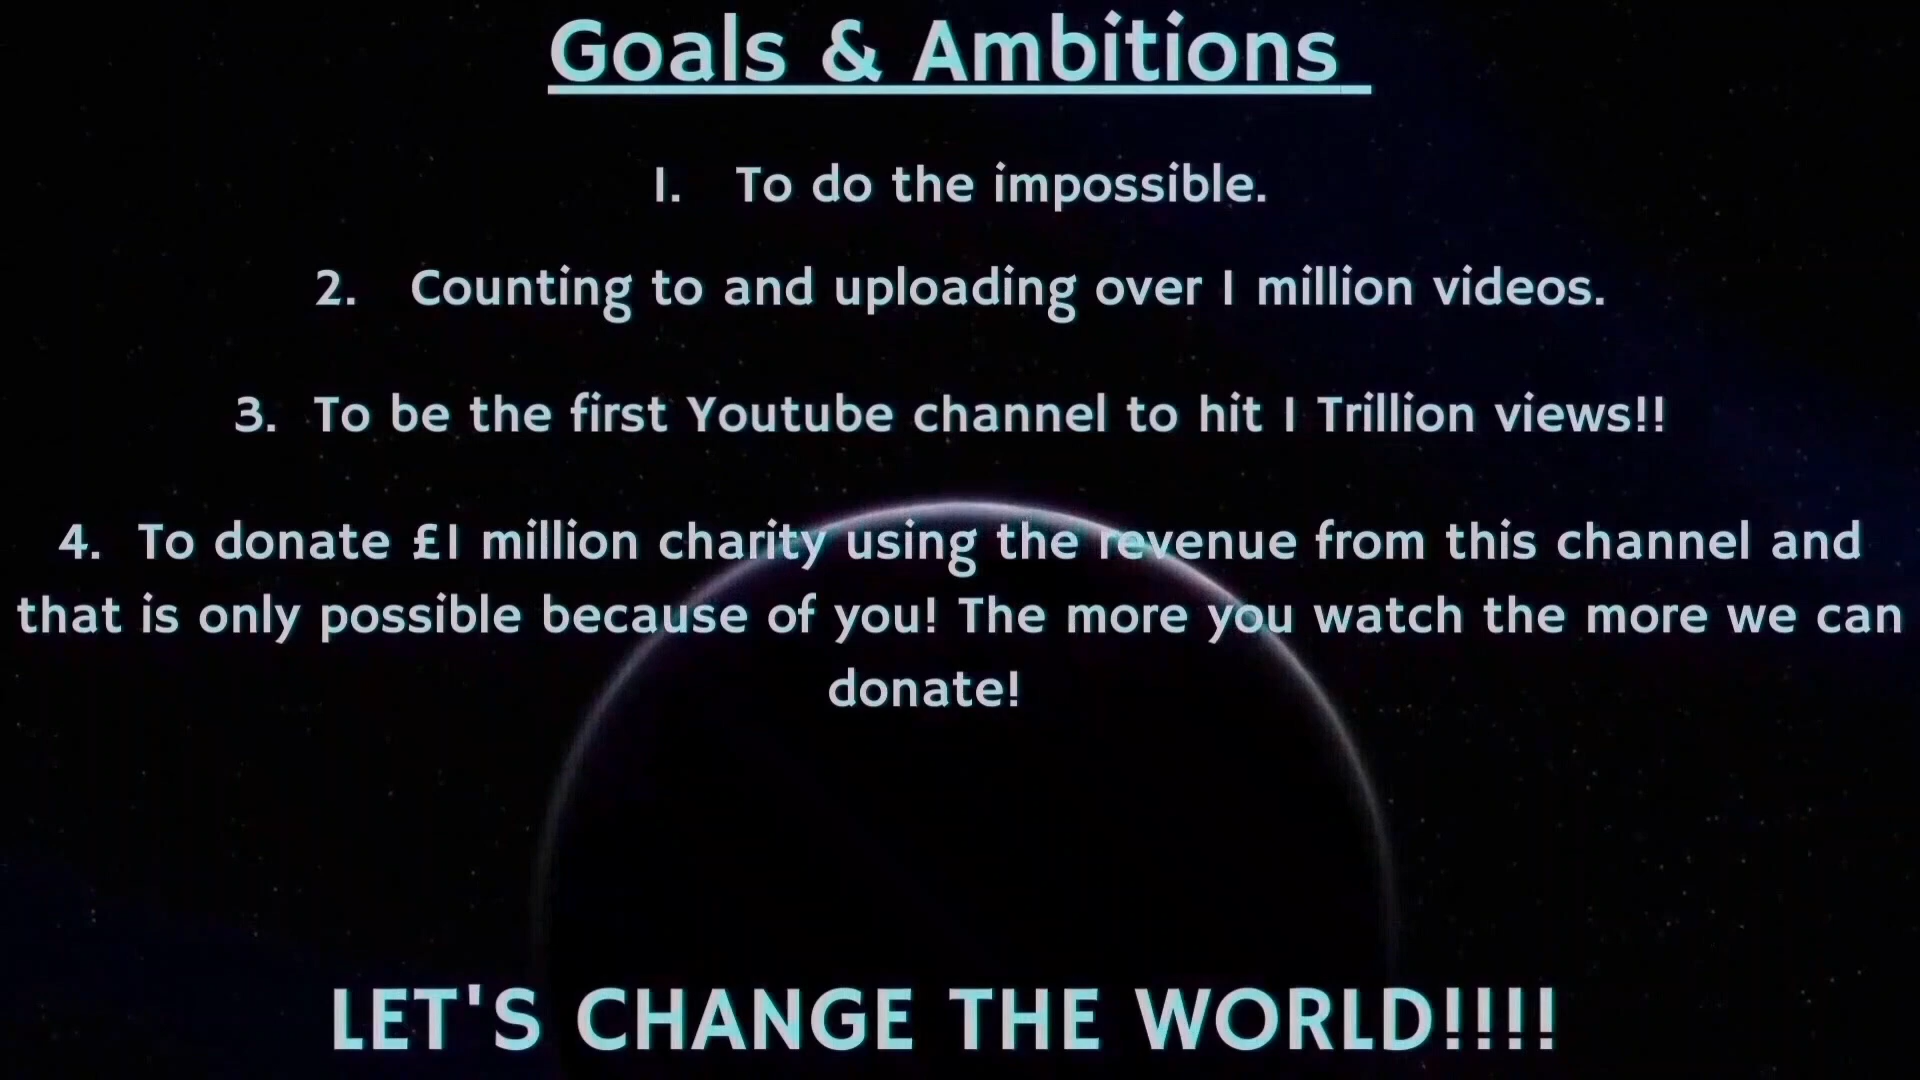 Goals & Ambitions
1. To do the impossible.
2. Counting to and uploading over 1 million videos.
3. To be the first Youtube channel to hit 1 Trillion views!!
4. To donate £1 million charity using the revenue from this channel and
that is only possible because of you! The more you watch the more we can
donate!
LET'S CHANGE THE WORLD!!!!